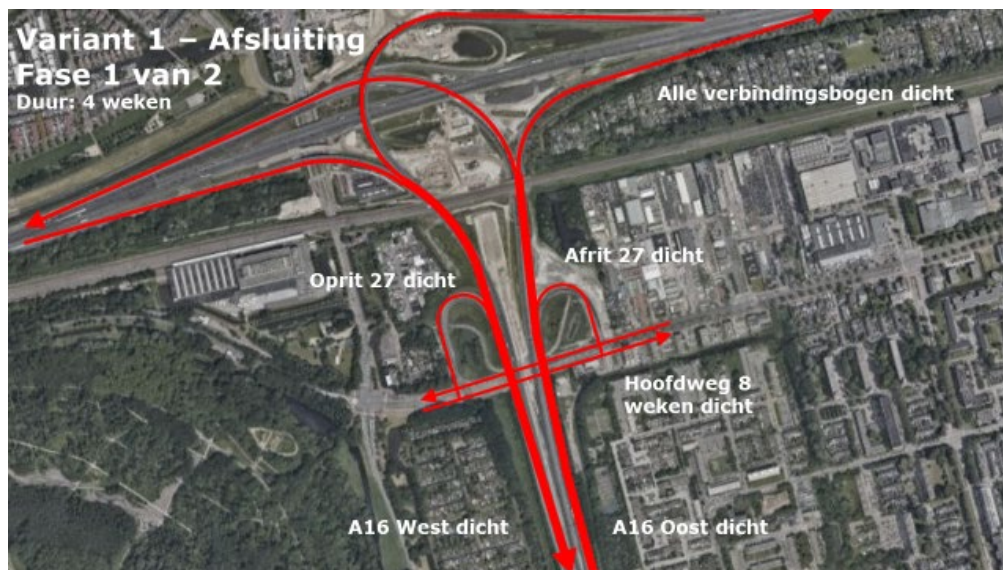 Variant 1 – Afsluiting
Fase 1 van 2
Duur: 4 weken
Alle verbindingsbogen dicht
Afrit 27 dicht
Oprit 27 dicht
Hoofdweg 8
weken dicht
A16 West dicht
A16 Oost dicht